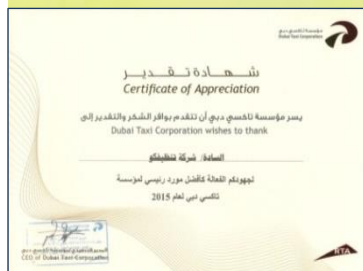 مؤسسة تاكسي دبي
Dubai Taxi Corporation
شـــهـــادة تـــقـــديـــر
Certificate of Appreciation
يسر مؤسسة تاكسي دبي أن تتقدم بوافر الشكر والتقدير إلى
Dubai Taxi Corporation wishes to thank
السادة/ شركة تنظيفكو
لجهودكم الفعالة كأفضل مورد رئيسي لمؤسسة
تاكسي دبي لعام 2015
CEO of Dubai Taxi Corporation
RTA